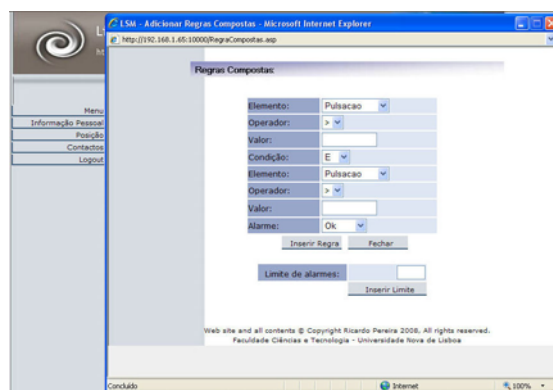 LSM - Adicionar Regras Compostas - Microsoft Internet Explorer
http://192.168.1.65:10000/RegraCompostas.asp
L
M
Menu
Informação Pessoal
Posição
Contactos
Logout
Regras Compostas:
Elemento: Pulsacao
Operador: >
Valor:
Condição: E
Elemento: Pulsacao
Operador: >
Valor:
Alarme: Ok
Inserir Regra Fechar
Limite de alarmes:
Inserir Limite
Web site and all contents © Copyright Ricardo Pereira 2008, All rights reserved.
Faculdade Ciências e Tecnologia - Universidade Nova de Lisboa
Concluído Internet 100%